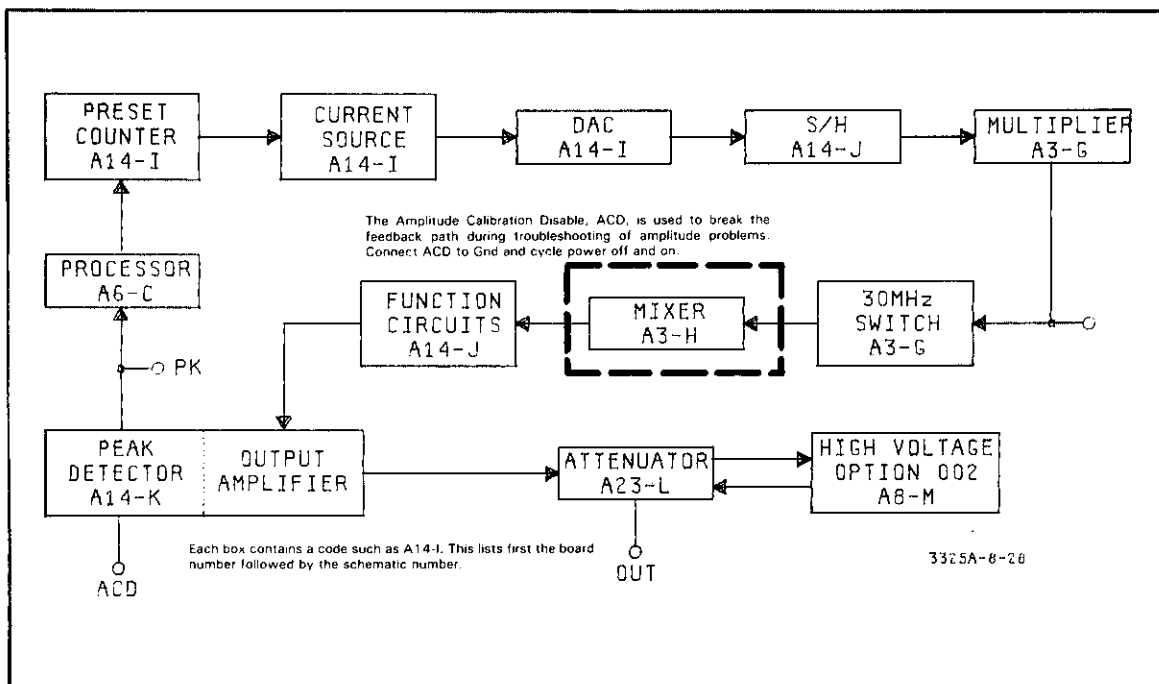 PRESET
COUNTER
A14-I
CURRENT
SOURCE
A14-I
DAC
A14-I
S/H
A14-J
MULTIPLIER
A3-G
The Amplitude Calibration Disable, ACD, is used to break the
feedback path during troubleshooting of amplitude problems.
Connect ACD to Gnd and cycle power off and on.
PROCESSOR
A6-C
FUNCTION
CIRCUITS
A14-J
MIXER
A3-H
30MHz
SWITCH
A3-G
PK
PEAK
DETECTOR
A14-K
OUTPUT
AMPLIFIER
ATTENUATOR
A23-L
HIGH VOLTAGE
OPTION 002
A8-M
Each box contains a code such as A14-I. This lists first the board
number followed by the schematic number.
ACD
OUT
3325A-8-28